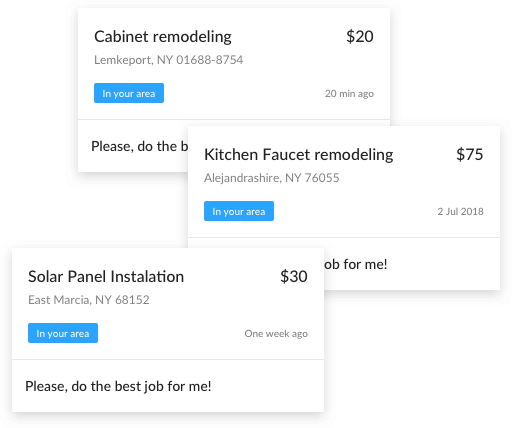 Cabinet remodeling $20
Lemkeport, NY 01688-8754
In your area 20 min ago
Please, do the b
Kitchen Faucet remodeling $75
Alejandrashire, NY 76055
In your area 2 Jul 2018
ob for me!
Solar Panel Instalation $30
East Marcia, NY 68152
In your area One week ago
Please, do the best job for me!